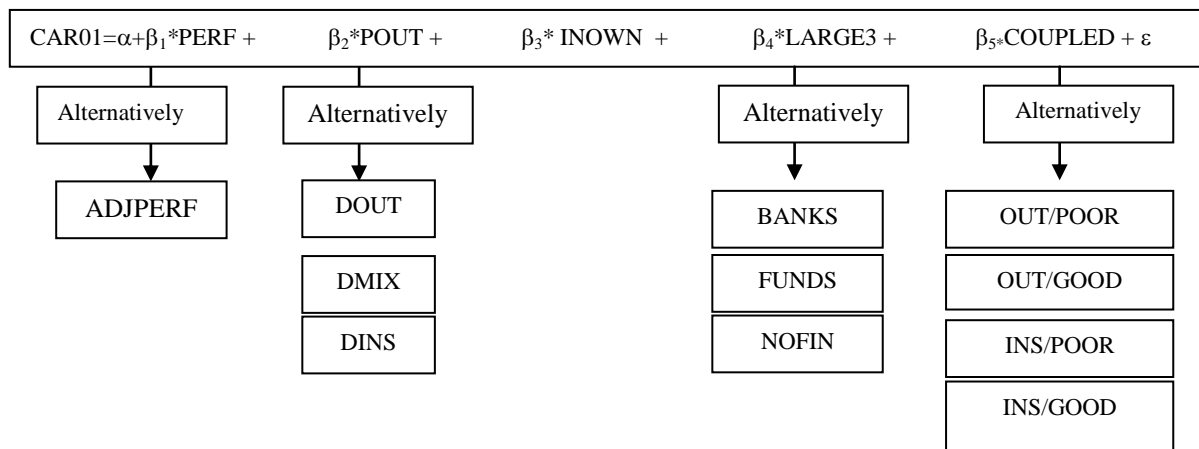 CAR01=α+β₁*PERF + β₂*POUT + β₃* INOWN + β₄*LARGE3 + β₅*COUPLED + ε
Alternatively Alternatively Alternatively Alternatively
ADJPERF
DOUT
DMIX
DINS
BANKS
FUNDS
NOFIN
OUT/POOR
OUT/GOOD
INS/POOR
INS/GOOD